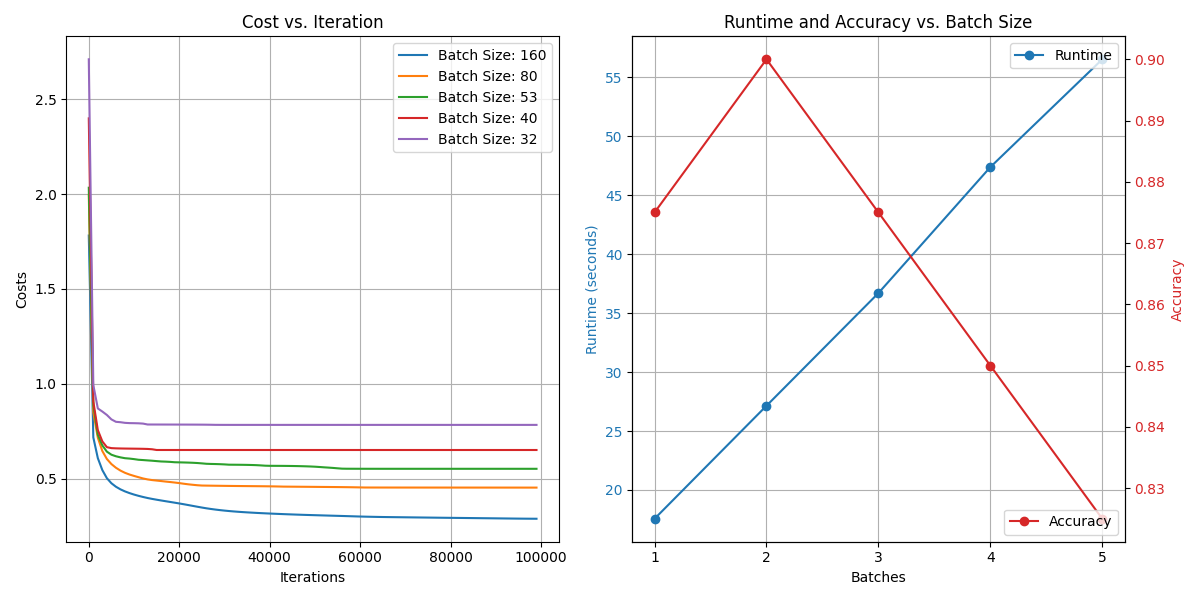 Cost vs. Iteration
Costs
2.5
2.0
1.5
1.0
0.5
0 20000 40000 60000 80000 100000
Iterations
Batch Size: 160
Batch Size: 80
Batch Size: 53
Batch Size: 40
Batch Size: 32
Runtime and Accuracy vs. Batch Size
Runtime (seconds)
55
50
45
40
35
30
25
20
1 2 3 4 5
Batches
Runtime
Accuracy
0.90
0.89
0.88
0.87
0.86
0.85
0.84
0.83
Accuracy